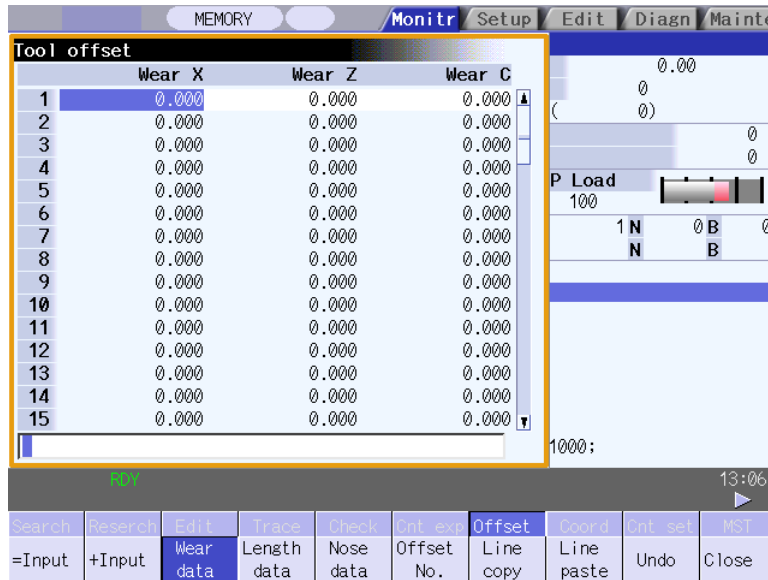 MEMORY Monitr Setup Edit Diagn Mainte
Tool offset
Wear X Wear Z Wear C
1 0.000 0.000 0.000
2 0.000 0.000 0.000
3 0.000 0.000 0.000
4 0.000 0.000 0.000
5 0.000 0.000 0.000
6 0.000 0.000 0.000
7 0.000 0.000 0.000
8 0.000 0.000 0.000
9 0.000 0.000 0.000
10 0.000 0.000 0.000
11 0.000 0.000 0.000
12 0.000 0.000 0.000
13 0.000 0.000 0.000
14 0.000 0.000 0.000
15 0.000 0.000 0.000
0.00
0
( 0)
0
0
P Load
100
1 N 0 B 0
N B
1000;
RDY 13:06
Search Reserch Edit Trace Check Cnt exp Offset Coord Cnt set MST
=Input +Input Wear data Length data Nose data Offset No. Line copy Line paste Undo Close